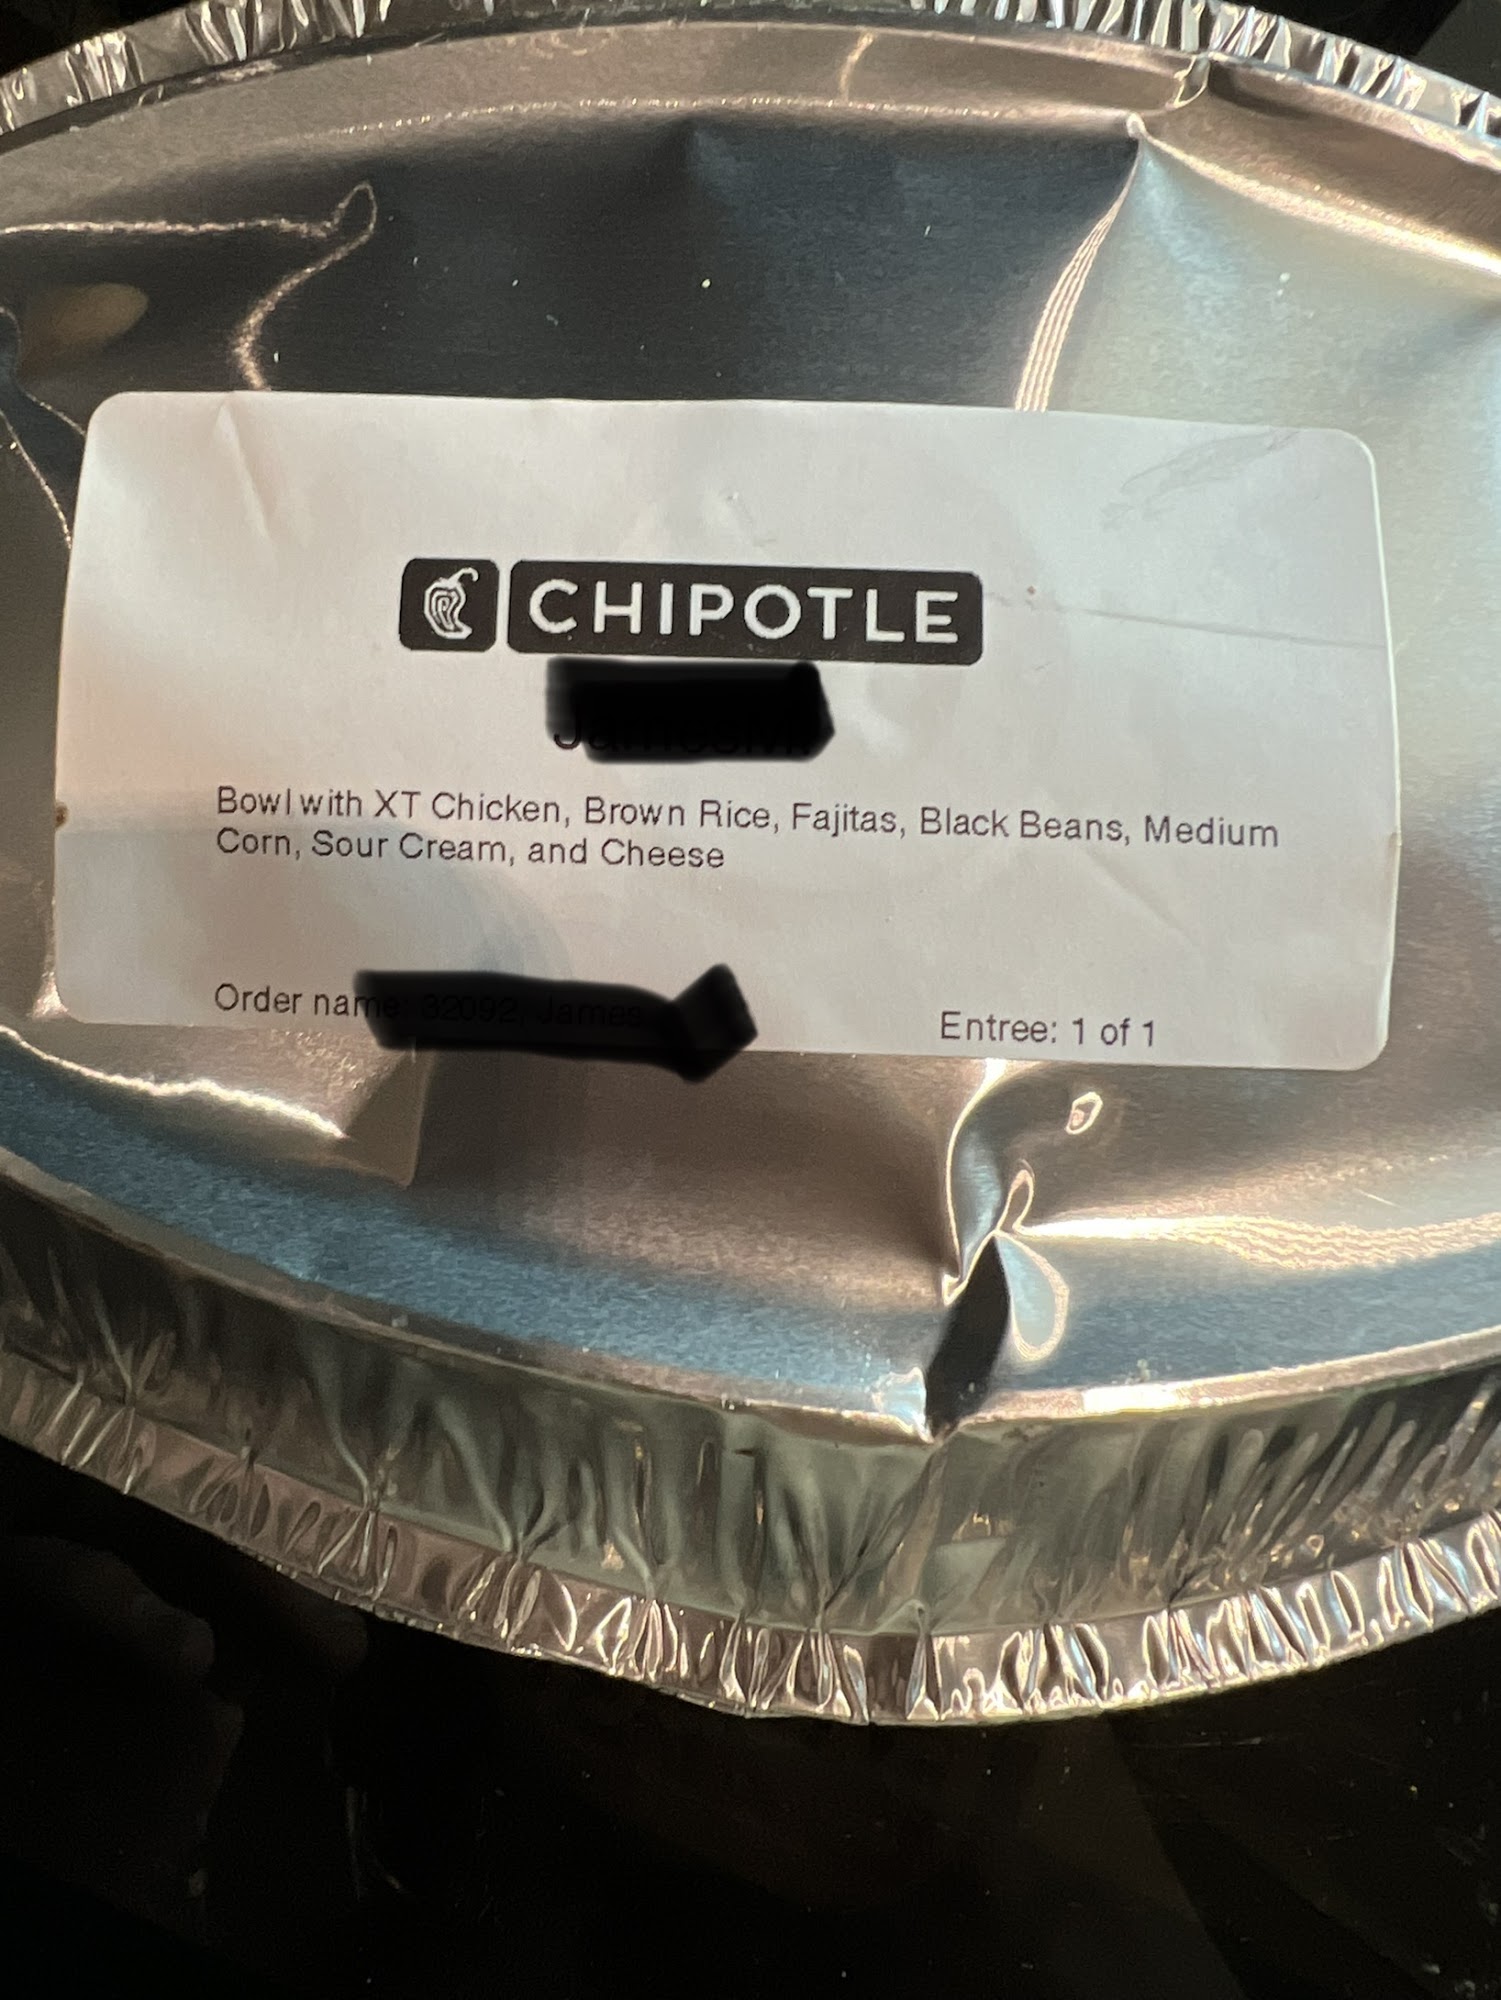 CHIPOTLE
Bowl with XT Chicken, Brown Rice, Fajitas, Black Beans, Medium
Corn, Sour Cream, and Cheese
Order name:
Entree: 1 of 1